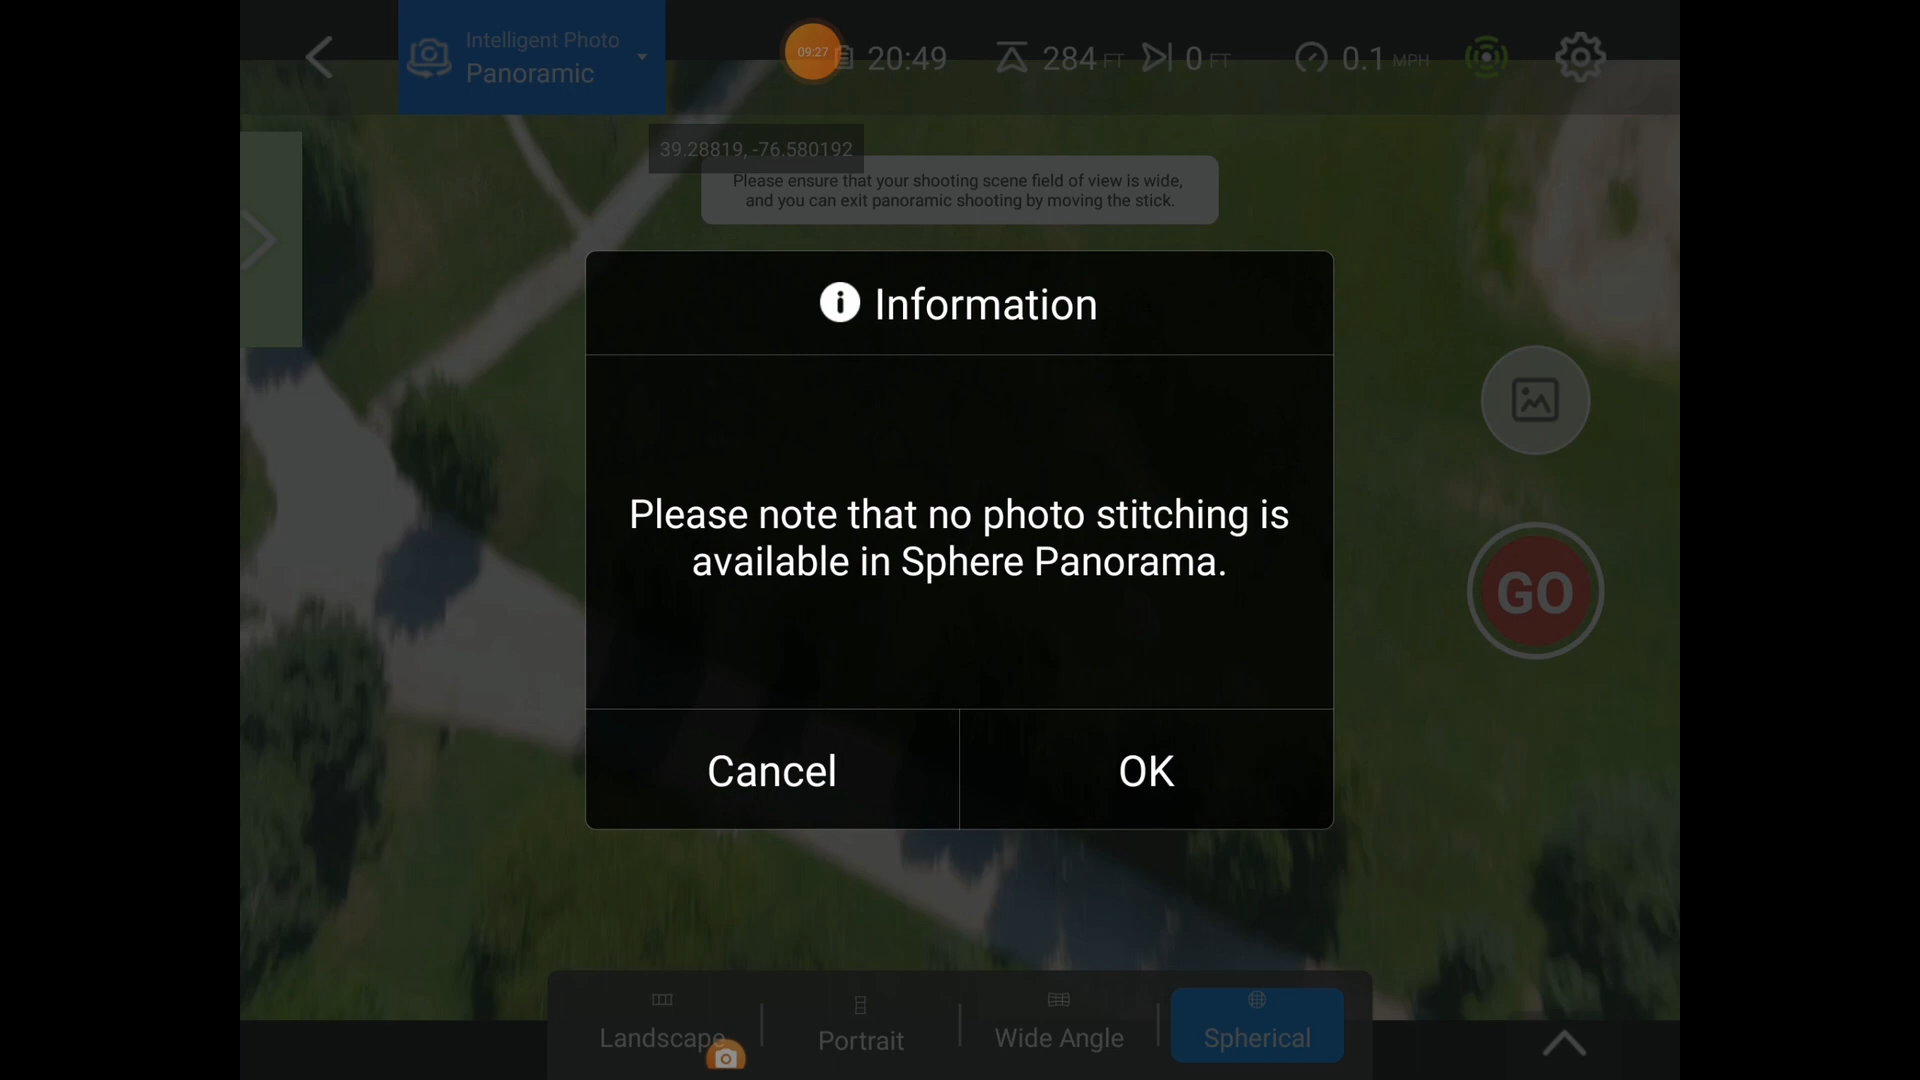 Intelligent Photo
Panoramic
09:27
20:49
284 FT
0 FT
0.1 MPH
39.28819, -76.580192
Please ensure that your shooting scene field of view is wide,
and you can exit panoramic shooting by moving the stick.
Information
Please note that no photo stitching is
available in Sphere Panorama.
Cancel
OK
GO
Landscape
Portrait
Wide Angle
Spherical